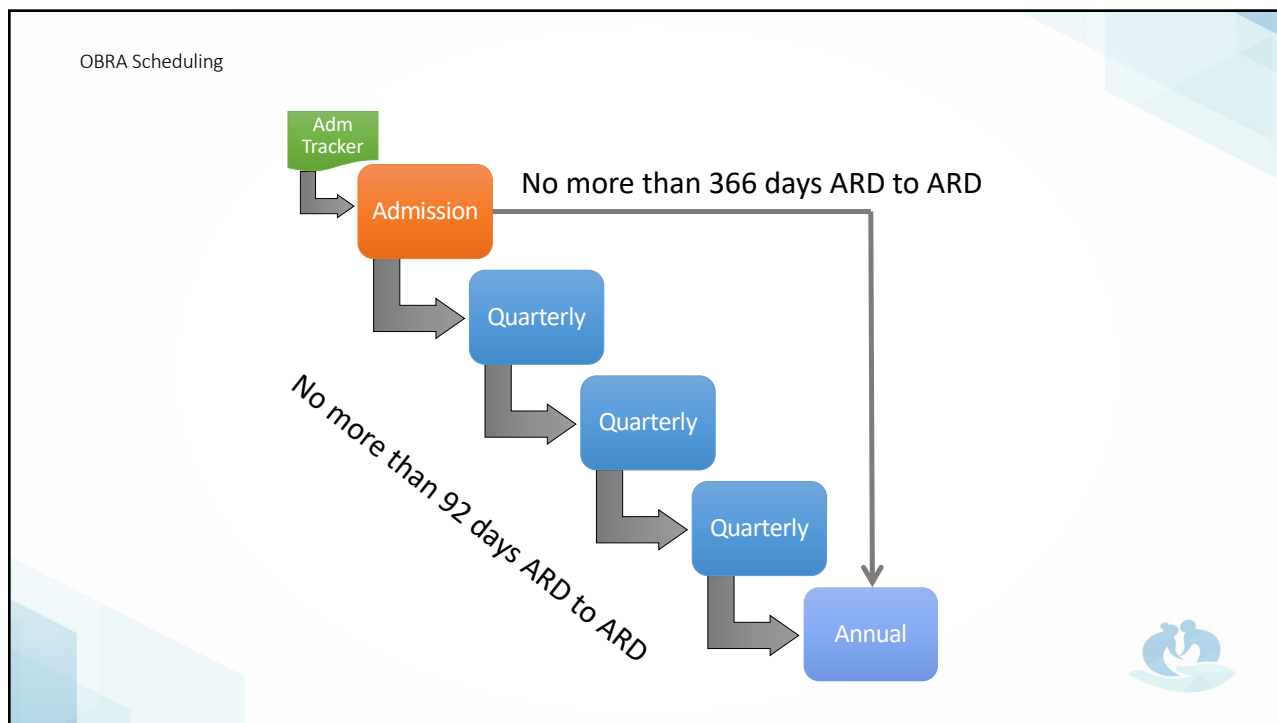 OBRA Scheduling
Adm
Tracker
No more than 366 days ARD to ARD
Admission
Quarterly
Quarterly
No more than 92 days ARD to ARD
Quarterly
Annual